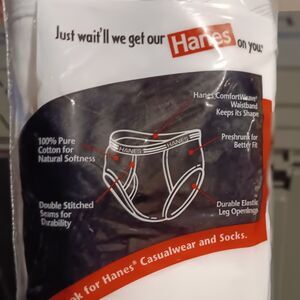 Just wait'll we get our Hanes on you.®
Hanes ComfortWeave®
Waistband
Keeps its Shape
100% Pure
Cotton for
Natural Softness
Preshrunk for
Better Fit
HANES HANES
Double Stitched
Seams for
Durability
Durable Elastic
Leg Openings
ok for Hanes® Casualwear and Socks.